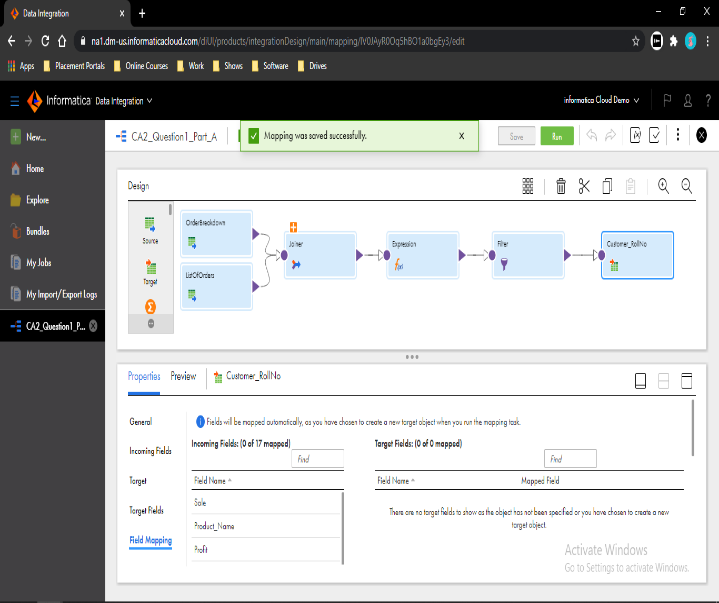 Data Integration x +
na1.dm-us.informaticacloud.com/diUI/products/integrationDesign/main/mapping/lV0JAyR0Oq5hBO1a0bgEy3/edit
Apps Placement Portals Online Courses Work Shows Software Drives
Informatica Data Integration informatica Cloud Demo ?
New...
Home
Explore
Bundles
My Jobs
My Import/Export Logs
CA2_Question1_P...
CA2_Question1_Part_A
Mapping was saved successfully. x
Save Run
Design
Source
Target
OrderBreakdown
ListOfOrders
Joiner
Expression
Filter
Customer_RollNo
Properties Preview Customer_RollNo
General
Incoming Fields
Target
Target Fields
Field Mapping
Fields will be mapped automatically, as you have chosen to create a new target object when you run the mapping task.
Incoming Fields: (0 of 17 mapped) Target Fields: (0 of 0 mapped)
Find Find
Field Name Field Name Mapped Field
Sale
Product_Name
Profit
There are no target fields to show as the object has not been specified or you have chosen to create a new
target object.
Activate Windows
Go to Settings to activate Windows.